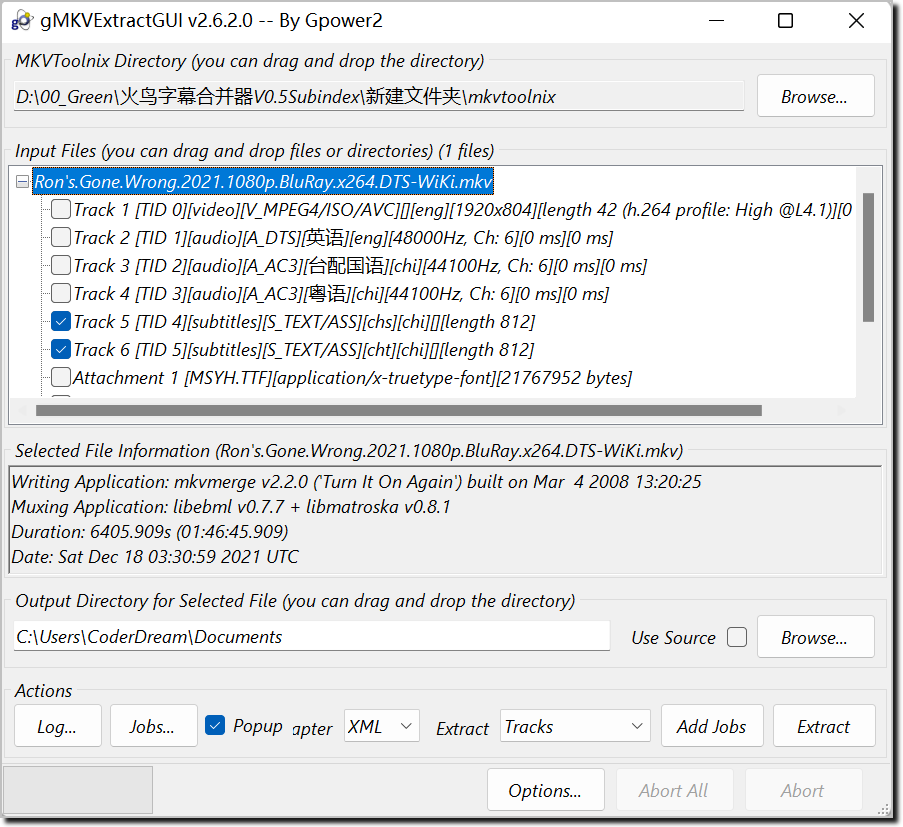 gMKVExtractGUI v2.6.2.0 -- By Gpower2
MKVToolnix Directory (you can drag and drop the directory)
D:\00_Green\火鸟字幕合并器V0.5Subindex\新建文件夹\mkvtoolnix
Browse...
Input Files (you can drag and drop files or directories) (1 files)
Ron's.Gone.Wrong.2021.1080p.BluRay.x264.DTS-WiKi.mkv
Track 1 [TID 0][video][V_MPEG4/ISO/AVC][][eng][1920x804][length 42 (h.264 profile: High @L4.1)][0
Track 2 [TID 1][audio][A_DTS][英语][eng][48000Hz, Ch: 6][0 ms][0 ms]
Track 3 [TID 2][audio][A_AC3][台配国语][chi][44100Hz, Ch: 6][0 ms][0 ms]
Track 4 [TID 3][audio][A_AC3][粤语][chi][44100Hz, Ch: 6][0 ms][0 ms]
Track 5 [TID 4][subtitles][S_TEXT/ASS][chs][chi][][length 812]
Track 6 [TID 5][subtitles][S_TEXT/ASS][cht][chi][][length 812]
Attachment 1 [MSYH.TTF][application/x-truetype-font][21767952 bytes]
Selected File Information (Ron's.Gone.Wrong.2021.1080p.BluRay.x264.DTS-WiKi.mkv)
Writing Application: mkvmerge v2.2.0 ('Turn It On Again') built on Mar  4 2008 13:20:25
Muxing Application: libebml v0.7.7 + libmatroska v0.8.1
Duration: 6405.909s (01:46:45.909)
Date: Sat Dec 18 03:30:59 2021 UTC
Output Directory for Selected File (you can drag and drop the directory)
C:\Users\CoderDream\Documents
Use Source
Browse...
Actions
Log...
Jobs...
Popup
apter
XML
Extract
Tracks
Add Jobs
Extract
Options...
Abort All
Abort